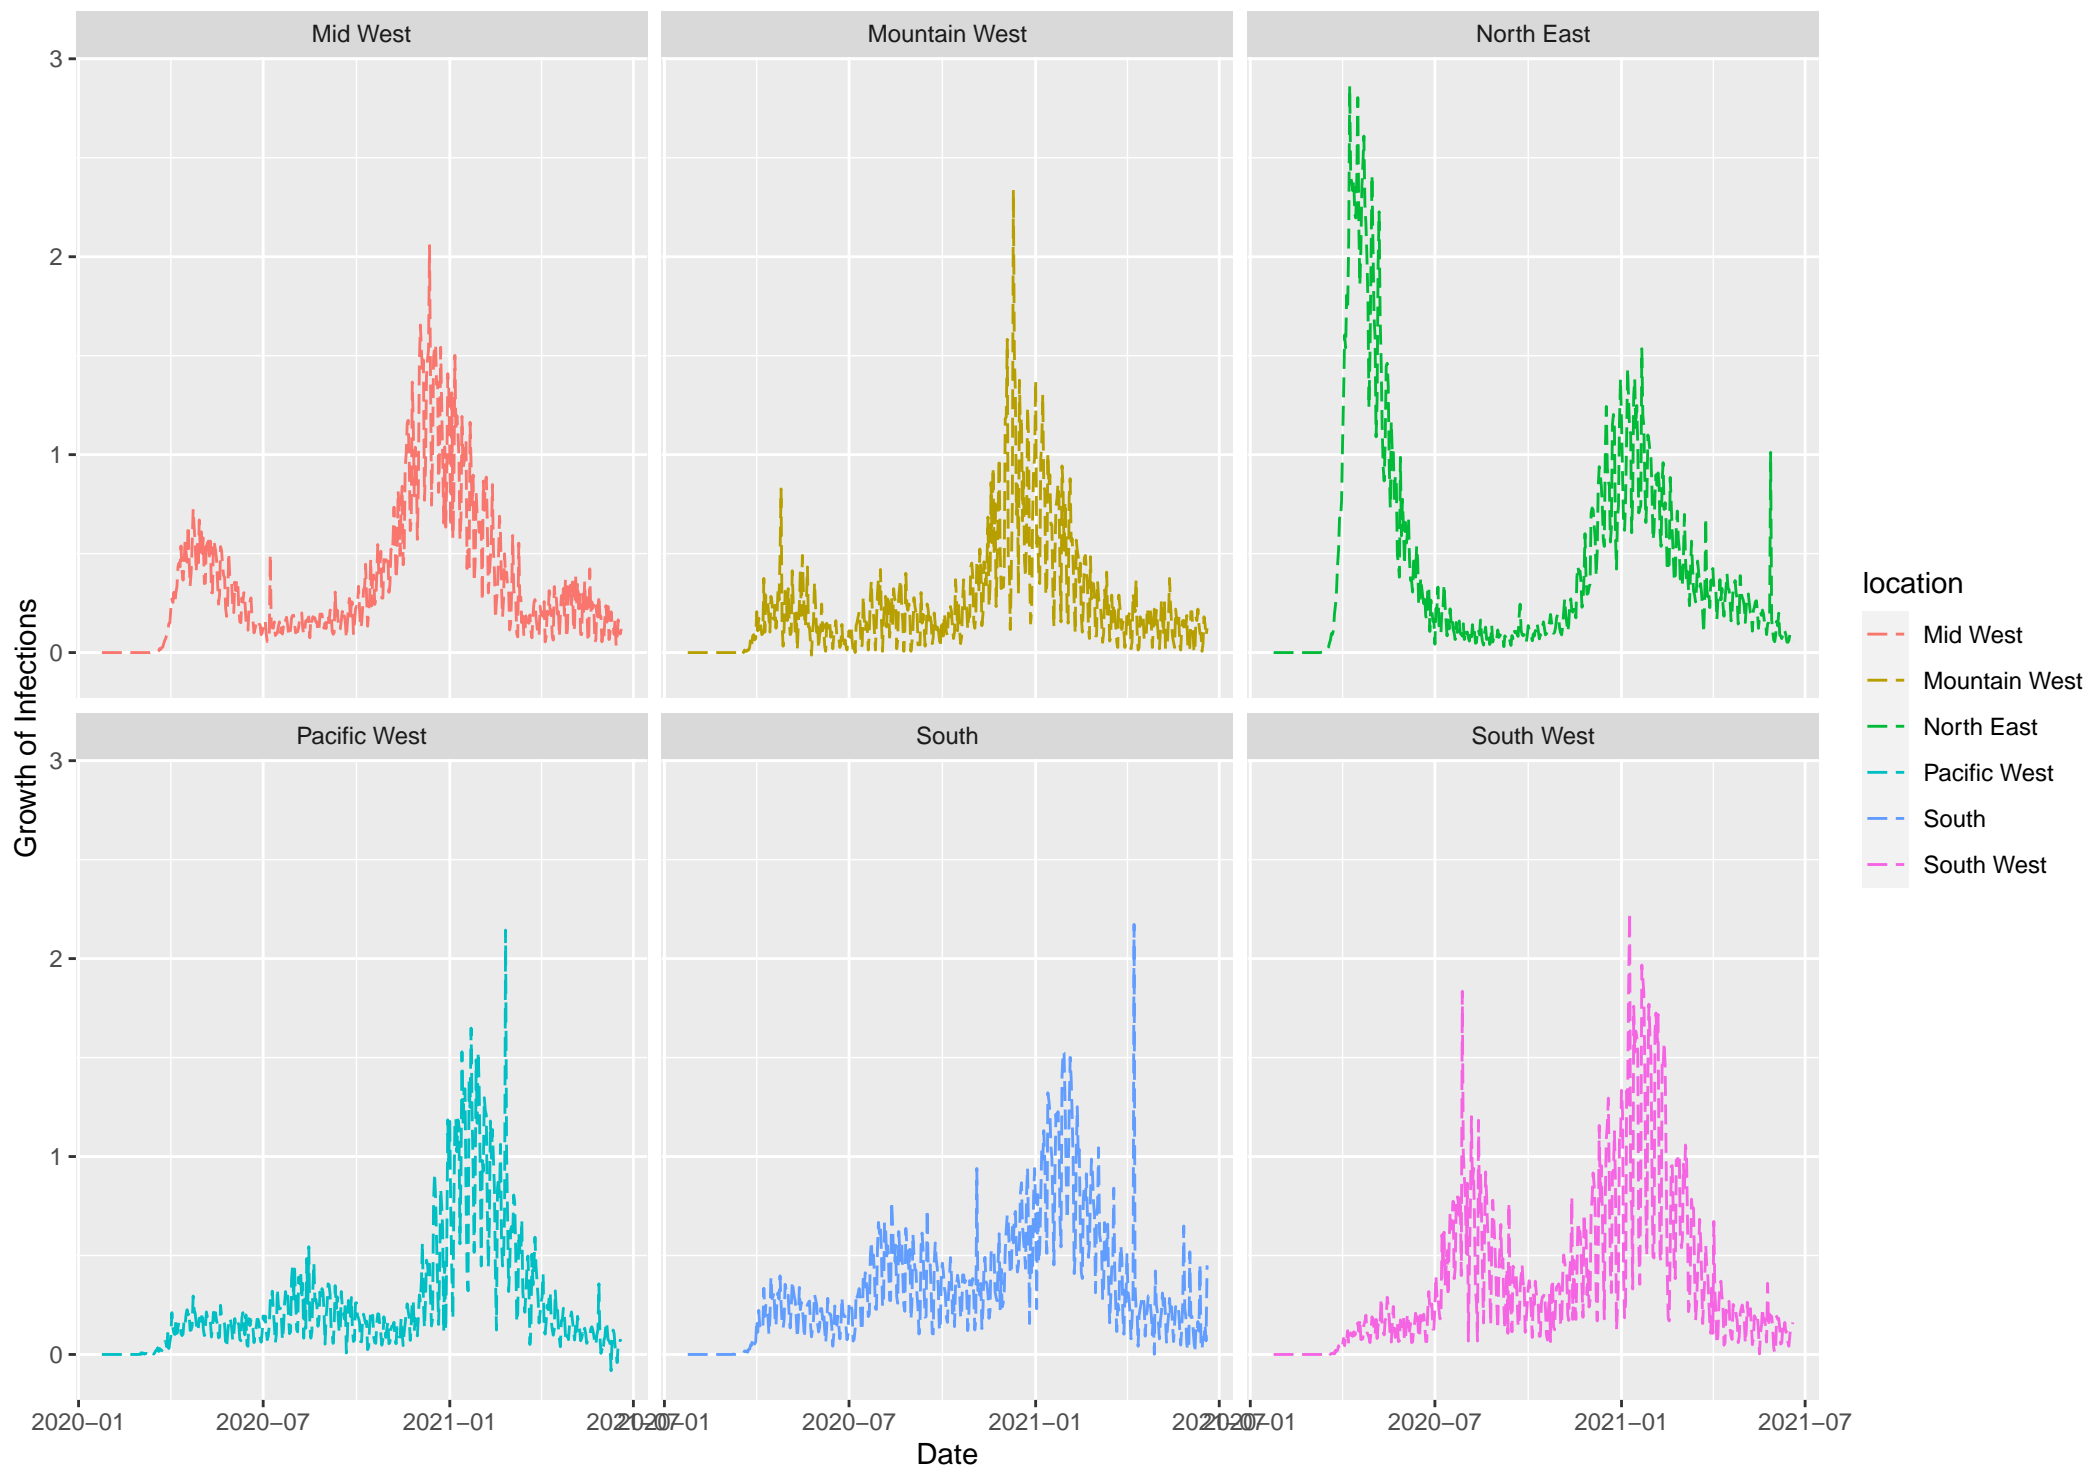 Mid West
Mountain West
North East
3
2
1
0
Pacific West
South
South West
3
2
1
0
Growth of Infections
2020−01
2020−07
2021−01
2021−07
2020−01
2020−07
2021−01
2021−07
2020−01
2020−07
2021−01
2021−07
Date
location
Mid West
Mountain West
North East
Pacific West
South
South West